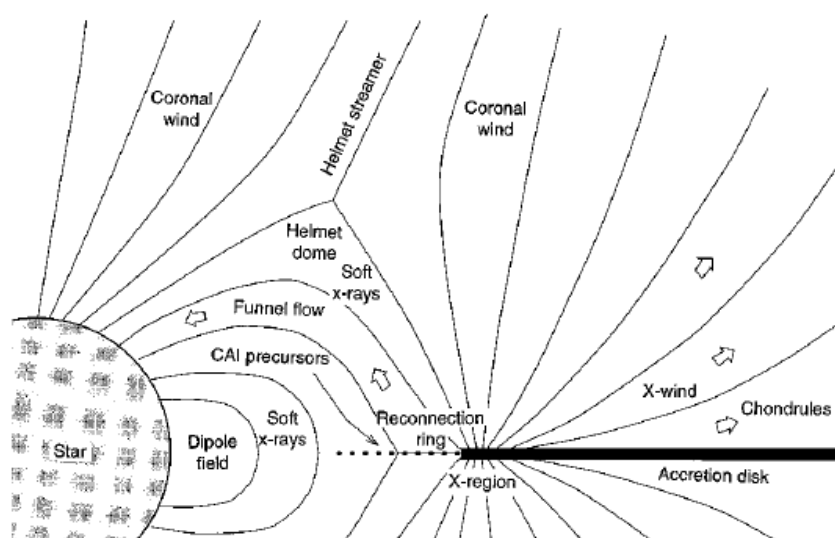 Coronal
wind
Helmet streamer
Coronal
wind
Helmet
dome
Soft
x-rays
Funnel flow
CAI precursors
Soft
x-rays
Dipole
field
Star
Reconnection
ring
X-region
X-wind
Chondrules
Accretion disk